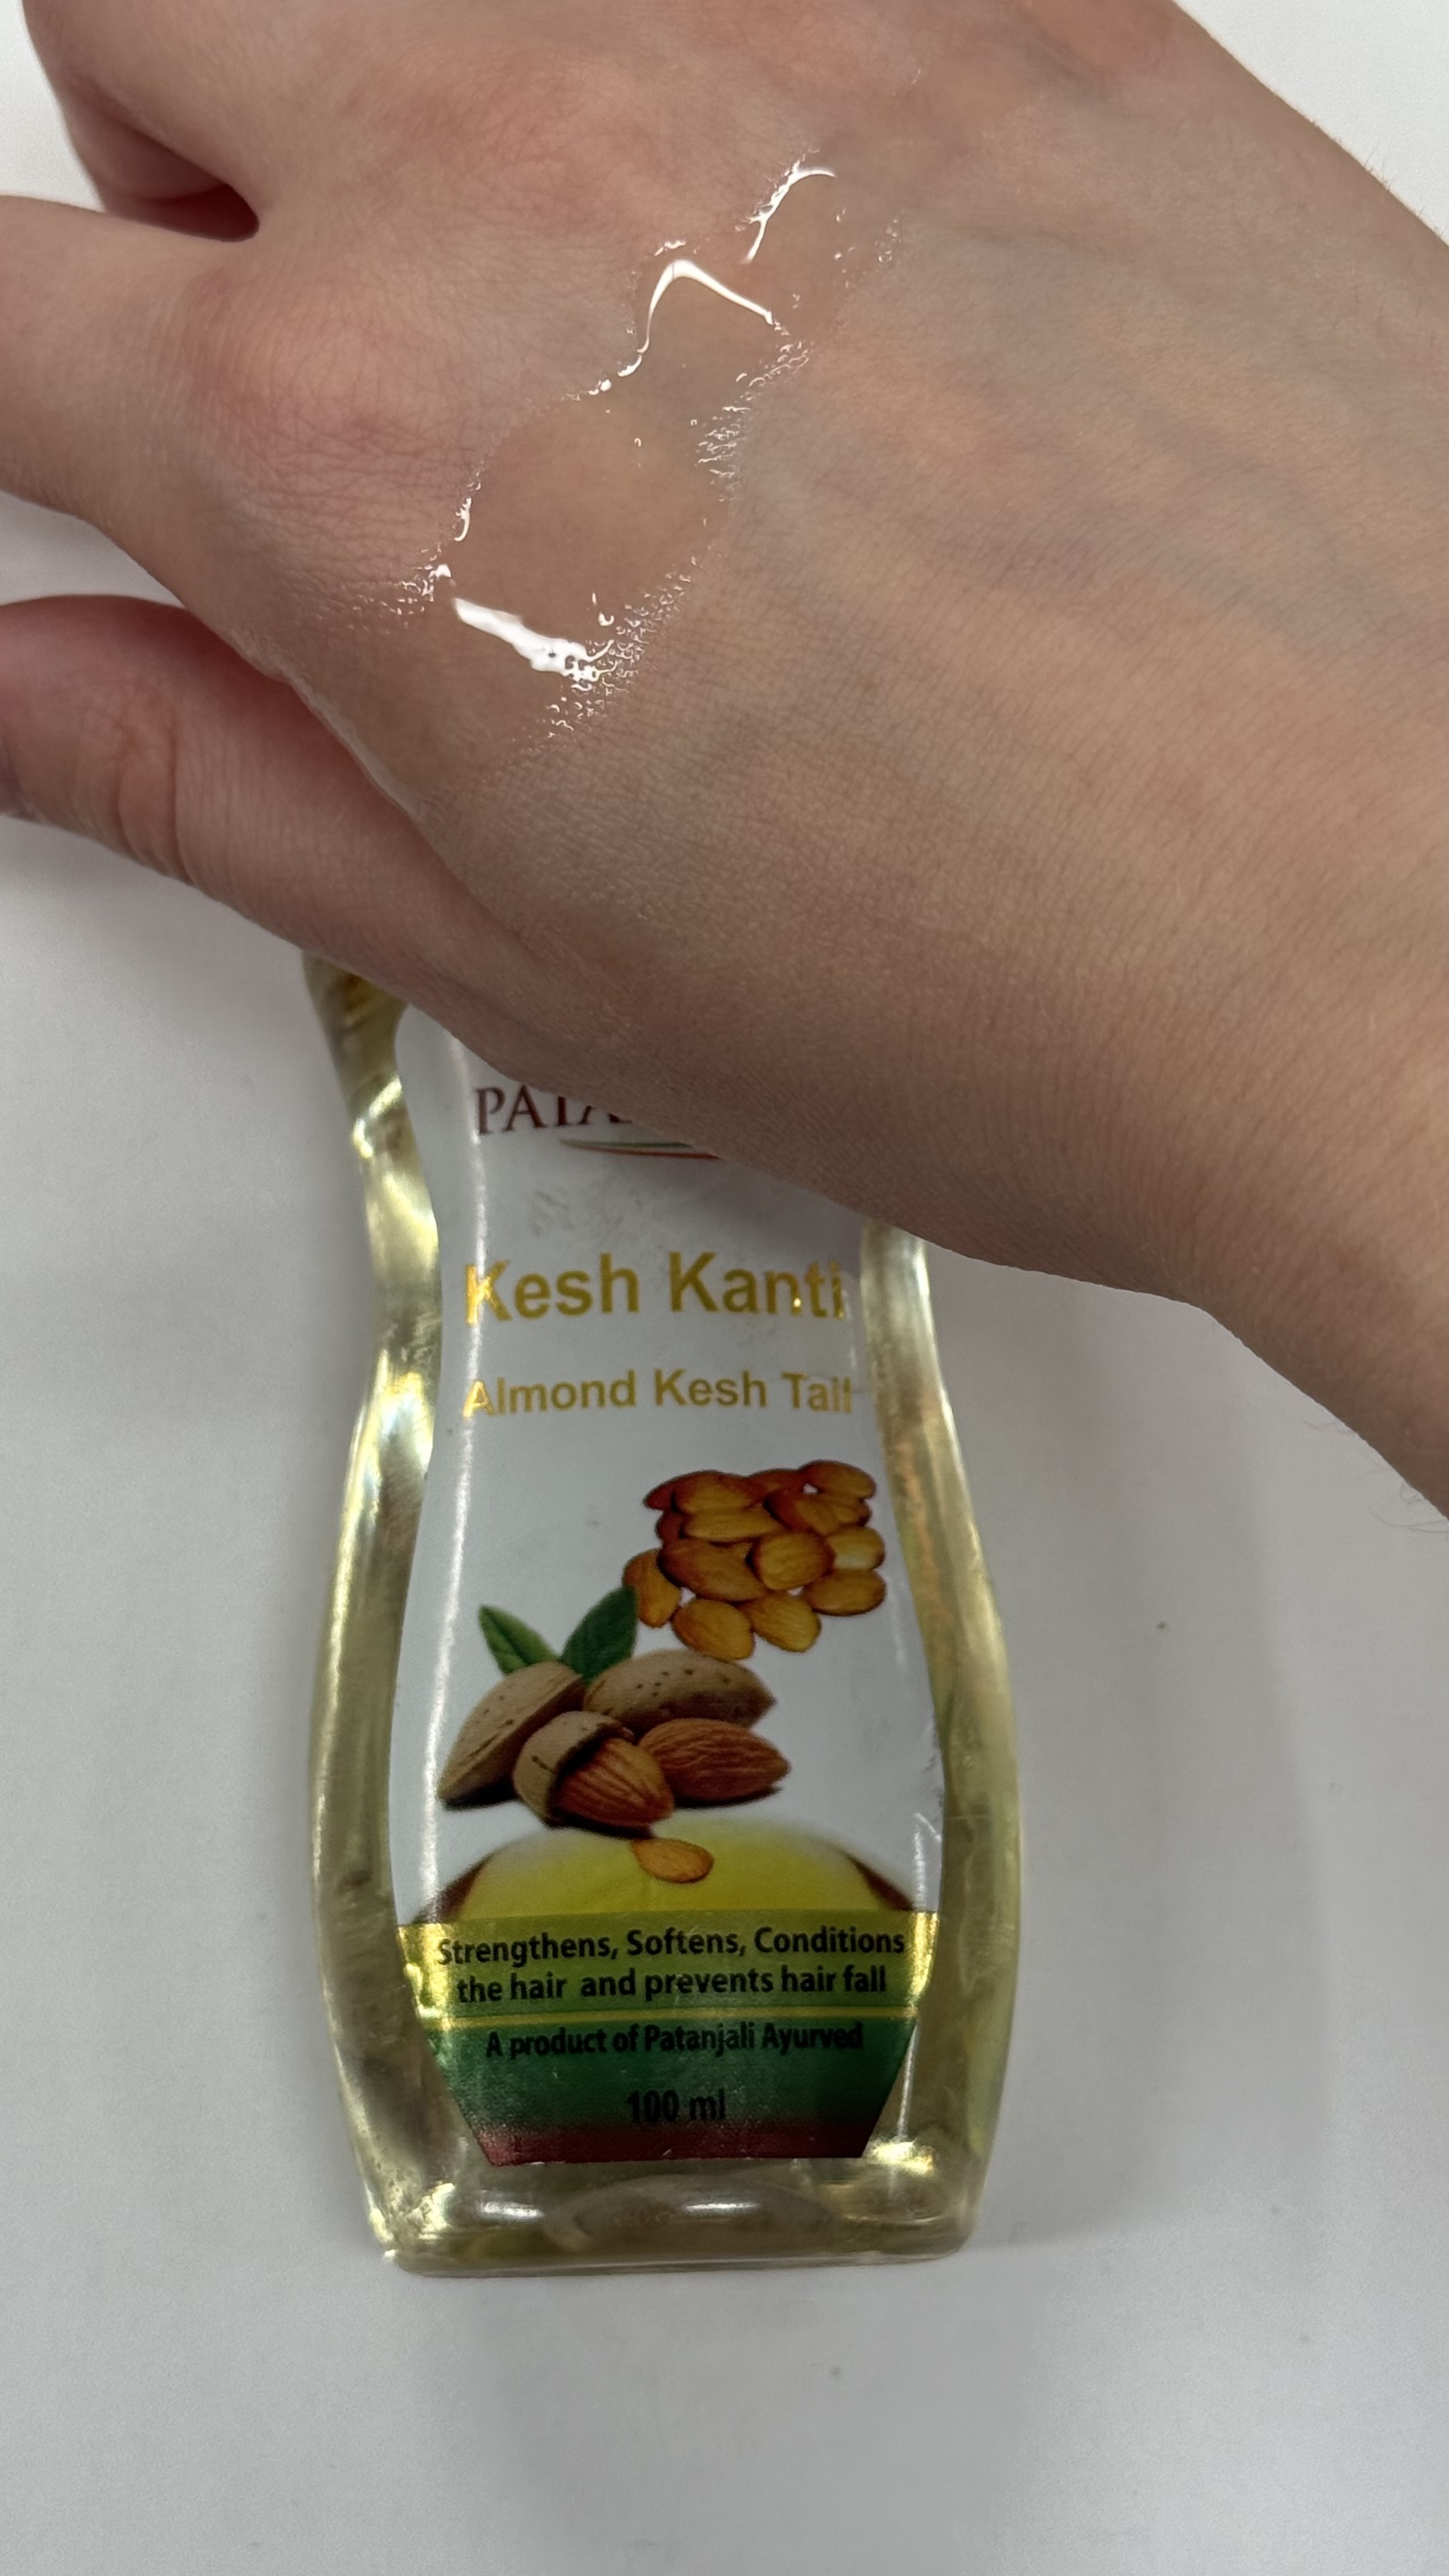 Kesh Kanti
Almond Kesh Tail
Strengthens, Softens, Conditions
the hair and prevents hair fall
A product of Patanjali Ayurved
100 ml